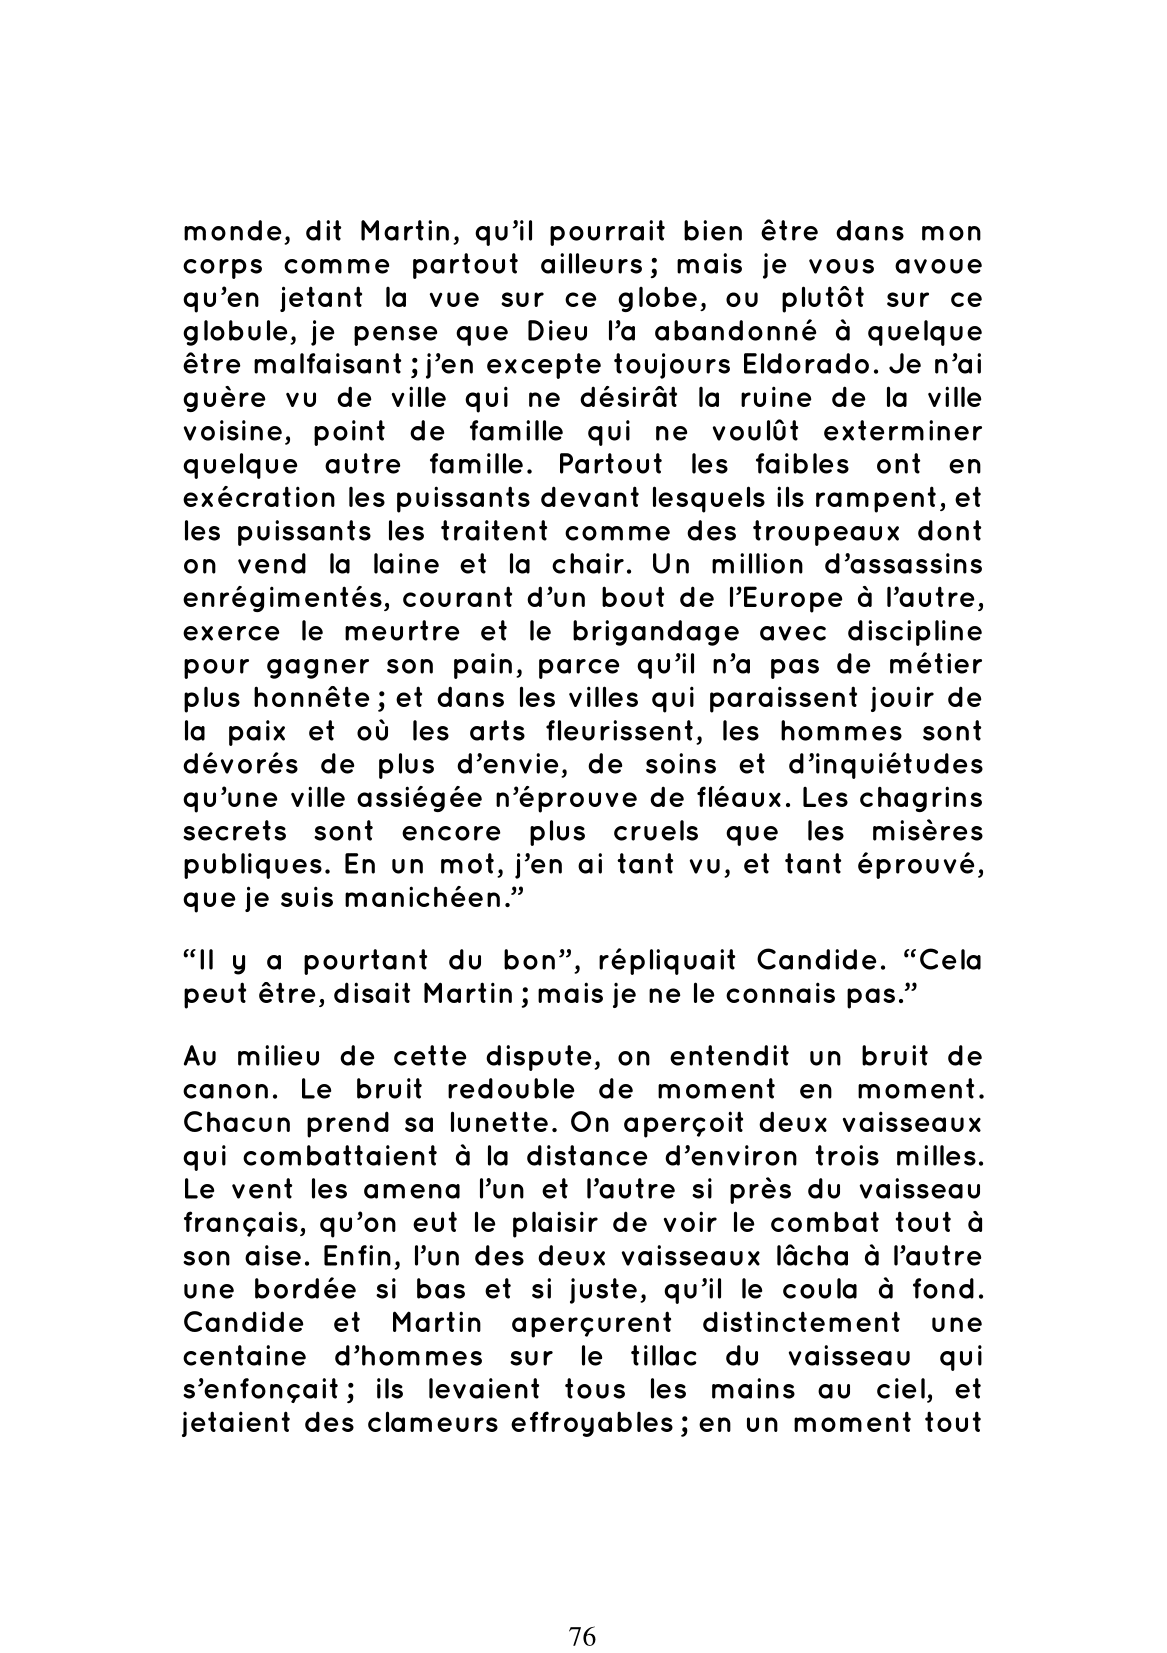 monde, dit Martin, qu’il pourrait bien être dans mon
corps comme partout ailleurs ; mais je vous avoue
qu’en jetant la vue sur ce globe, ou plutôt sur ce
globule, je pense que Dieu l’a abandonné à quelque
être malfaisant ; j’en excepte toujours Eldorado. Je n’ai
guère vu de ville qui ne désirât la ruine de la ville
voisine, point de famille qui ne voulût exterminer
quelque autre famille. Partout les faibles ont en
exécration les puissants devant lesquels ils rampent, et
les puissants les traitent comme des troupeaux dont
on vend la laine et la chair. Un million d’assassins
enrégimentés, courant d’un bout de l’Europe à l’autre,
exerce le meurtre et le brigandage avec discipline
pour gagner son pain, parce qu’il n’a pas de métier
plus honnête ; et dans les villes qui paraissent jouir de
la paix et où les arts fleurissent, les hommes sont
dévorés de plus d’envie, de soins et d’inquiétudes
qu’une ville assiégée n’éprouve de fléaux. Les chagrins
secrets sont encore plus cruels que les misères
publiques. En un mot, j’en ai tant vu, et tant éprouvé,
que je suis manichéen.”
“Il y a pourtant du bon”, répliquait Candide. “Cela
peut être, disait Martin ; mais je ne le connais pas.”
Au milieu de cette dispute, on entendit un bruit de
canon. Le bruit redouble de moment en moment.
Chacun prend sa lunette. On aperçoit deux vaisseaux
qui combattaient à la distance d’environ trois milles.
Le vent les amena l’un et l’autre si près du vaisseau
français, qu’on eut le plaisir de voir le combat tout à
son aise. Enfin, l’un des deux vaisseaux lâcha à l’autre
une bordée si bas et si juste, qu’il le coula à fond.
Candide et Martin aperçurent distinctement une
centaine d’hommes sur le tillac du vaisseau qui
s’enfonçait ; ils levaient tous les mains au ciel, et
jetaient des clameurs effroyables ; en un moment tout
76